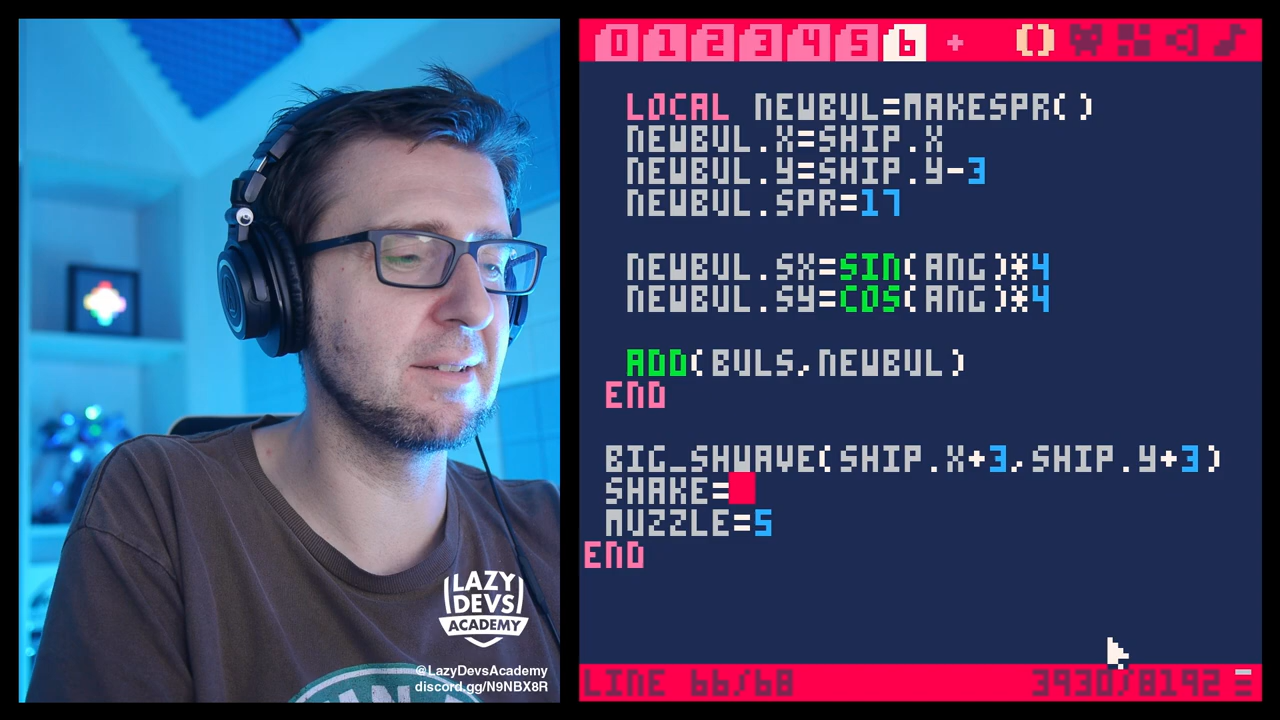 LAZY
DEVS
ACADEMY
@LazyDevsAcademy
discord.gg/N9NBX8R
0 1 2 3 4 5 6 + ()
LOCAL NEWBUL=MAKESPR()
NEWBUL.X=SHIP.X
NEWBUL.Y=SHIP.Y-3
NEWBUL.SPR=17
NEWBUL.SX=SIN(ANG)*4
NEWBUL.SY=COS(ANG)*4
ADD(BULS,NEWBUL)
END
BIG_SHWAVE(SHIP.X+3,SHIP.Y+3)
SHAKE=
MUZZLE=5
END
LINE 66/68
3930/8192